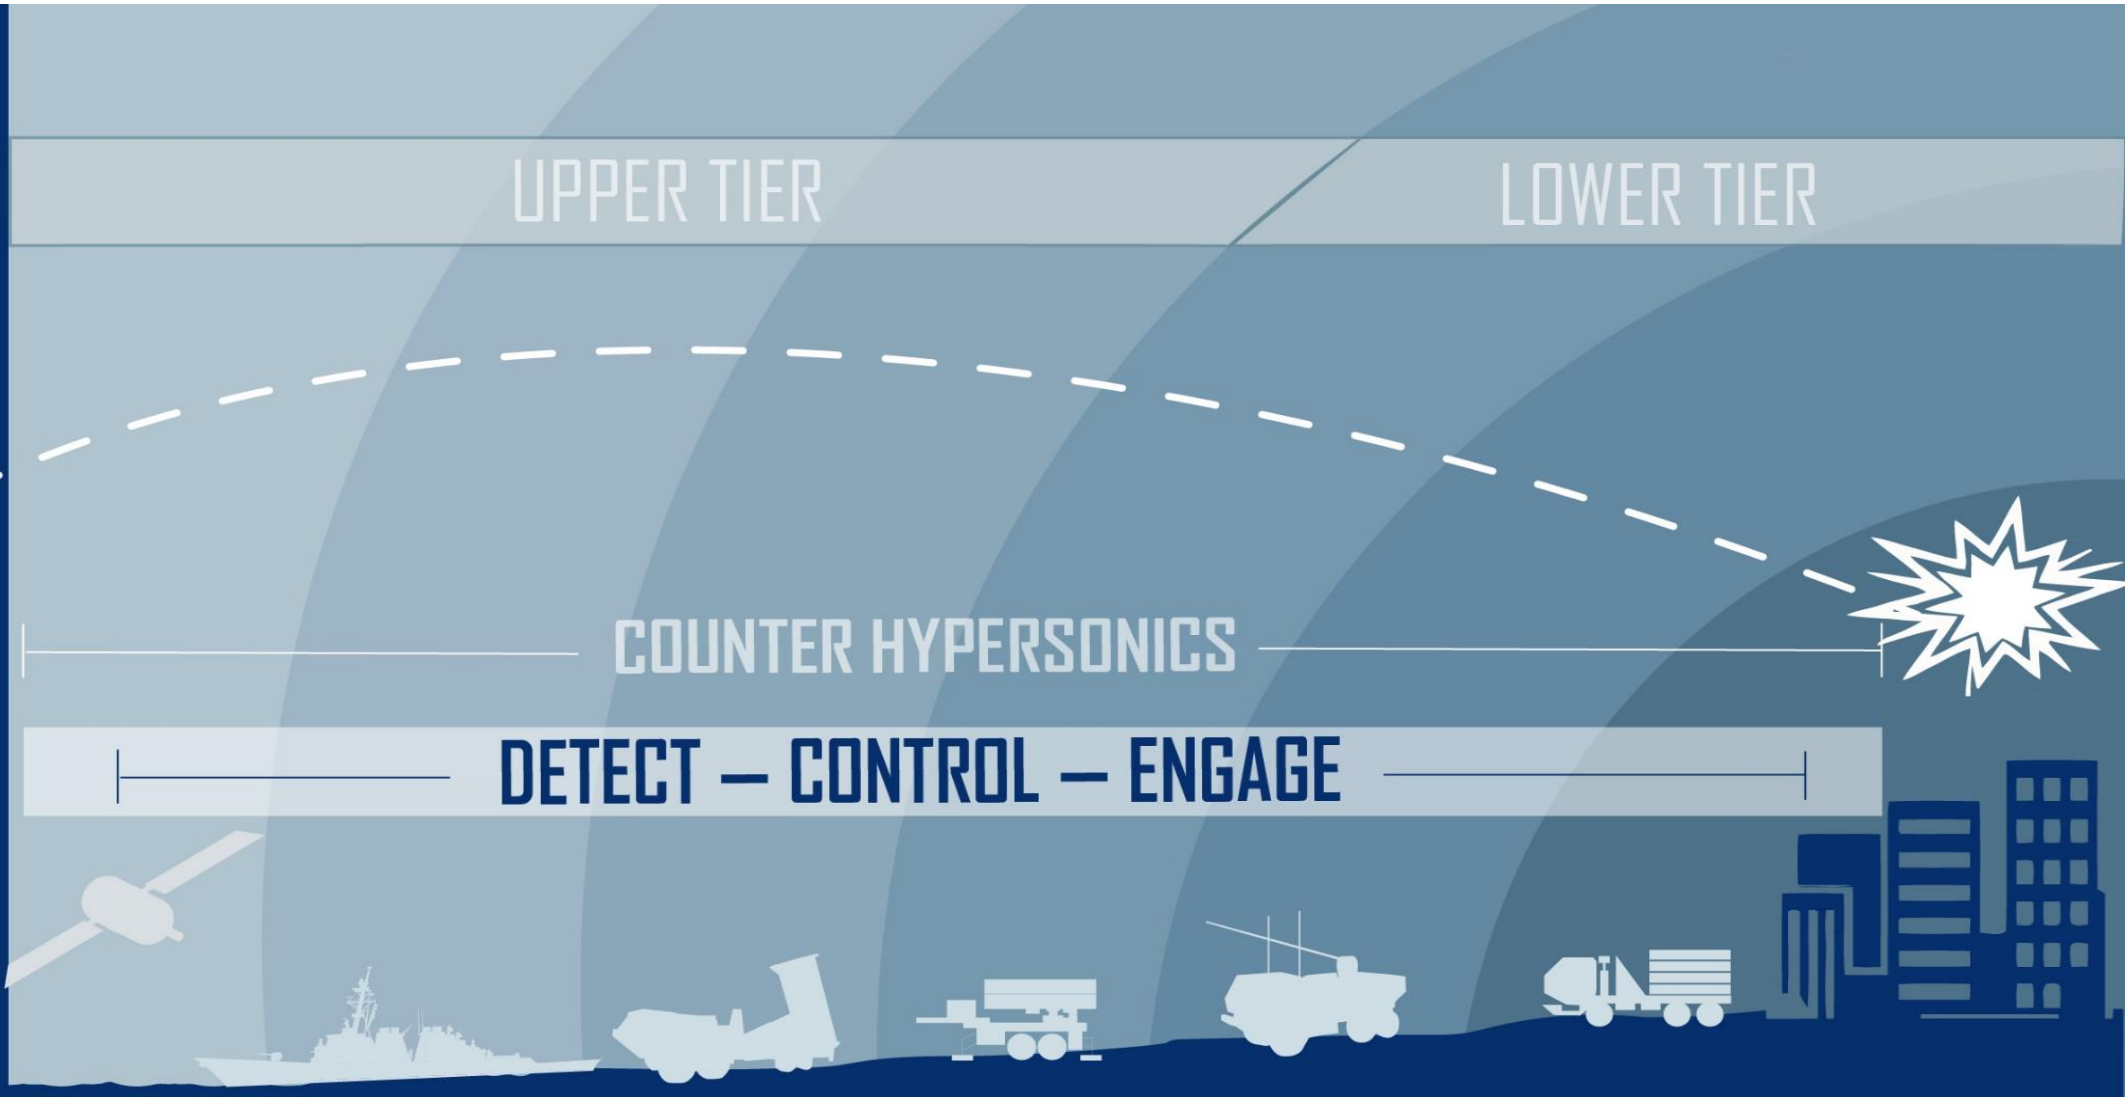 UPPER TIER
LOWER TIER
COUNTER HYPERSONICS
DETECT – CONTROL – ENGAGE